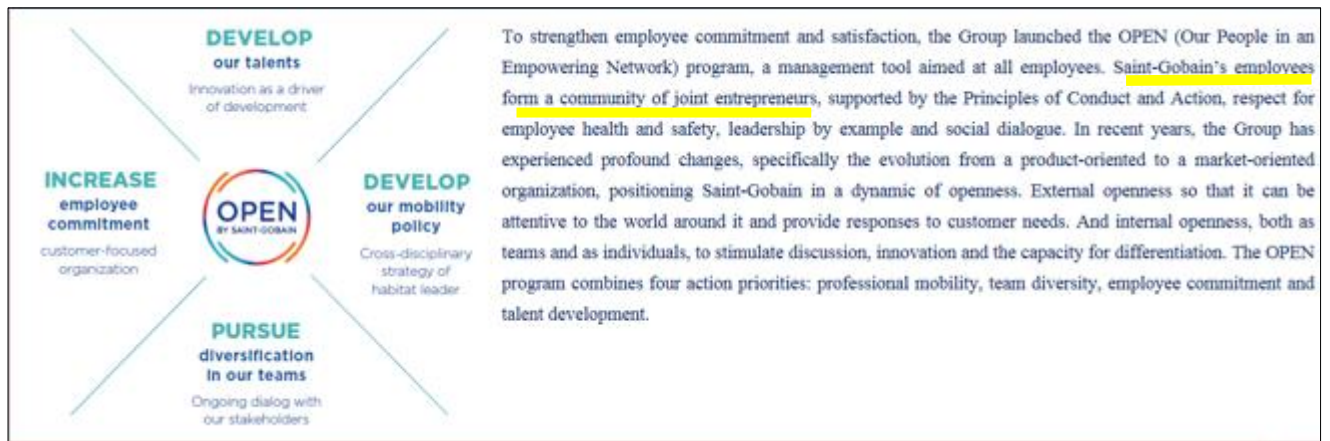 DEVELOP
our talents
Innovation as a driver
of development
INCREASE
employee
commitment
customer-focused
organization
OPEN
BY SAINT-GOBAIN
DEVELOP
our mobility
policy
Cross-disciplinary
strategy of
habitat leader
PURSUE
diversification
in our teams
Ongoing dialog with
our stakeholders
To strengthen employee commitment and satisfaction, the Group launched the OPEN (Our People in an
Empowering Network) program, a management tool aimed at all employees. Saint-Gobain's employees
form a community of joint entrepreneurs, supported by the Principles of Conduct and Action, respect for
employee health and safety, leadership by example and social dialogue. In recent years, the Group has
experienced profound changes, specifically the evolution from a product-oriented to a market-oriented
organization, positioning Saint-Gobain in a dynamic of openness. External openness so that it can be
attentive to the world around it and provide responses to customer needs. And internal openness, both as
teams and as individuals, to stimulate discussion, innovation and the capacity for differentiation. The OPEN
program combines four action priorities: professional mobility, team diversity, employee commitment and
talent development.